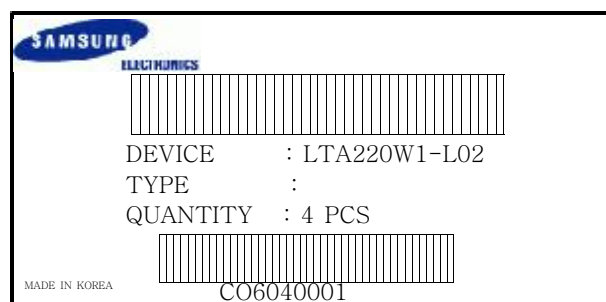 SAMSUNG
ELECTRONICS
DEVICE : LTA220W1-L02
TYPE :
QUANTITY : 4 PCS
MADE IN KOREA
CO6040001